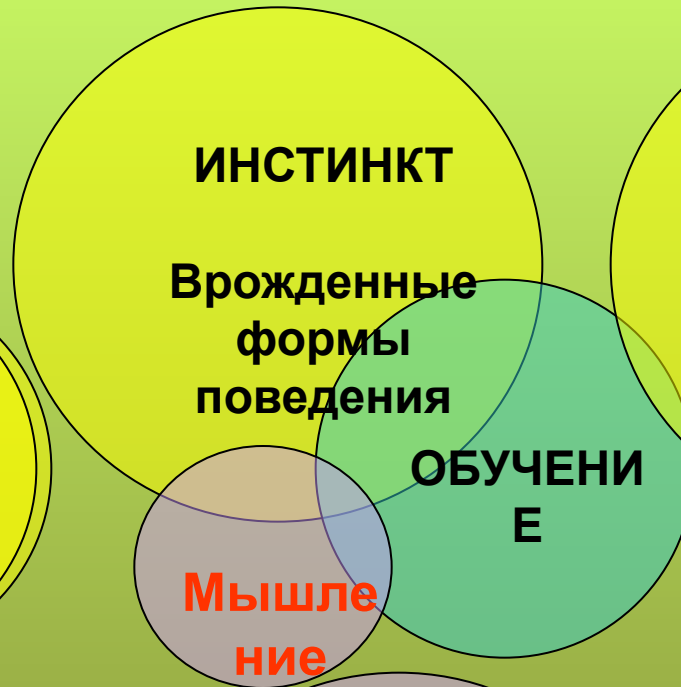 ИНСТИНКТ
Врожденные
формы
поведения
ОБУЧЕНИ
Е
Мышле
ние